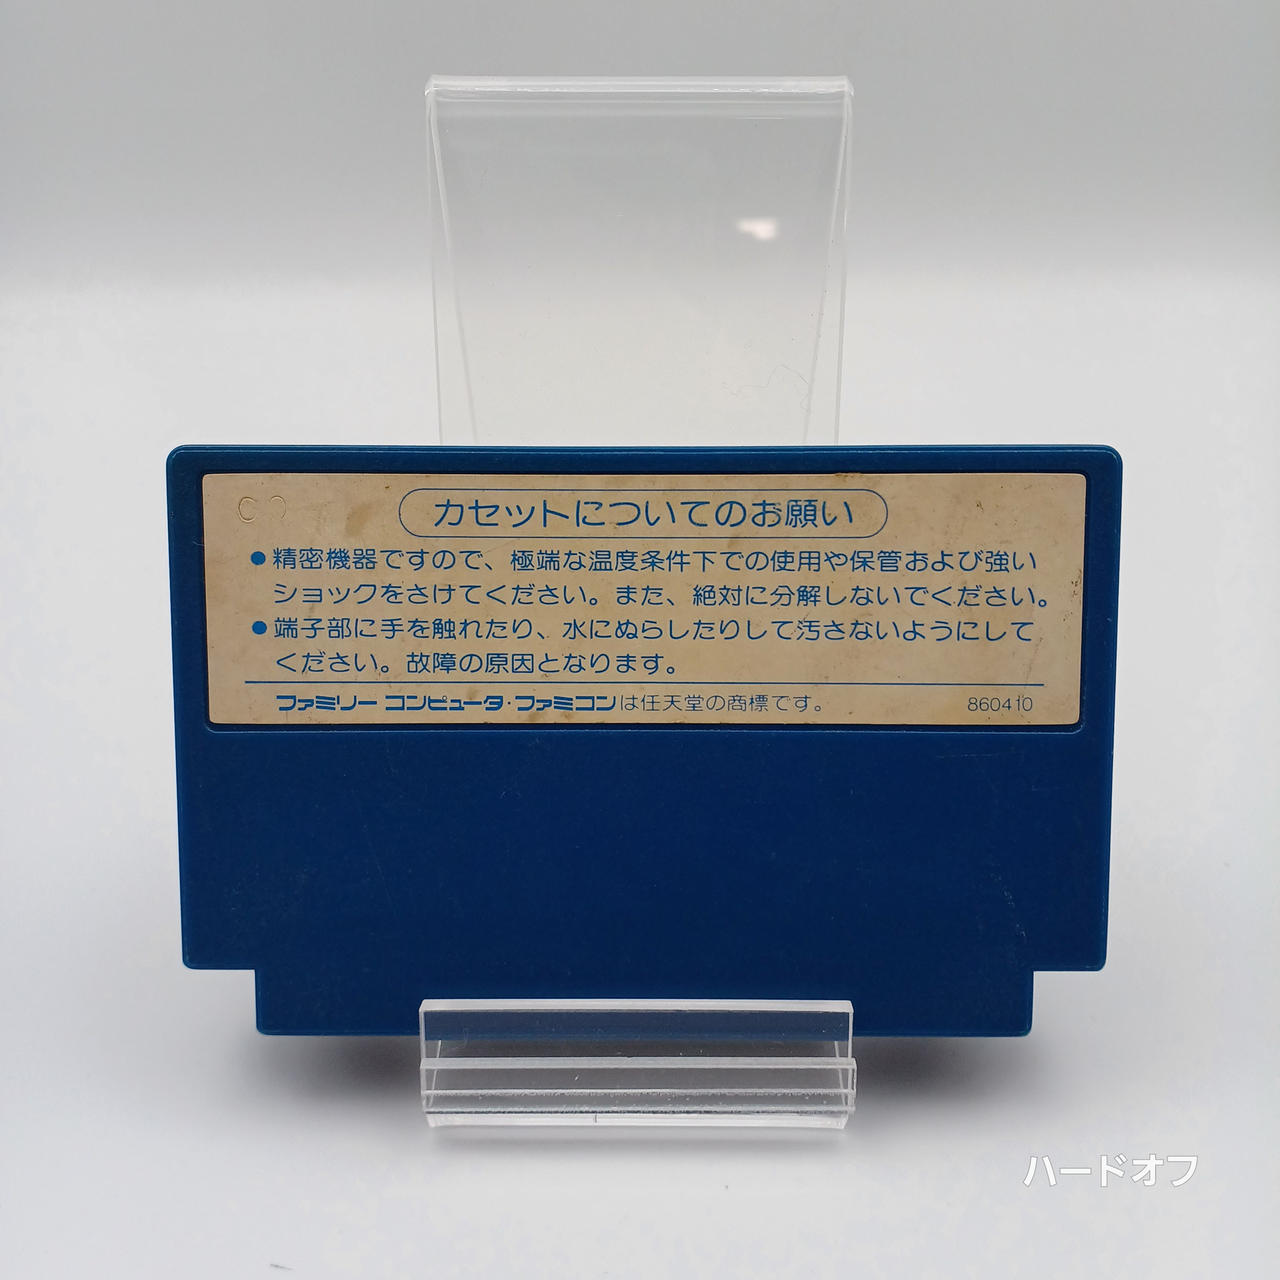 カセットについてのお願い
●精密機器ですので、極端な温度条件下での使用や保管および強い
ショックをさけてください。また、絶対に分解しないでください。
●端子部に手を触れたり、水にぬらしたりして汚さないようにして
ください。故障の原因となります。
ファミリーコンピュータ・ファミコンは任天堂の商標です。 860410
ハードオフ